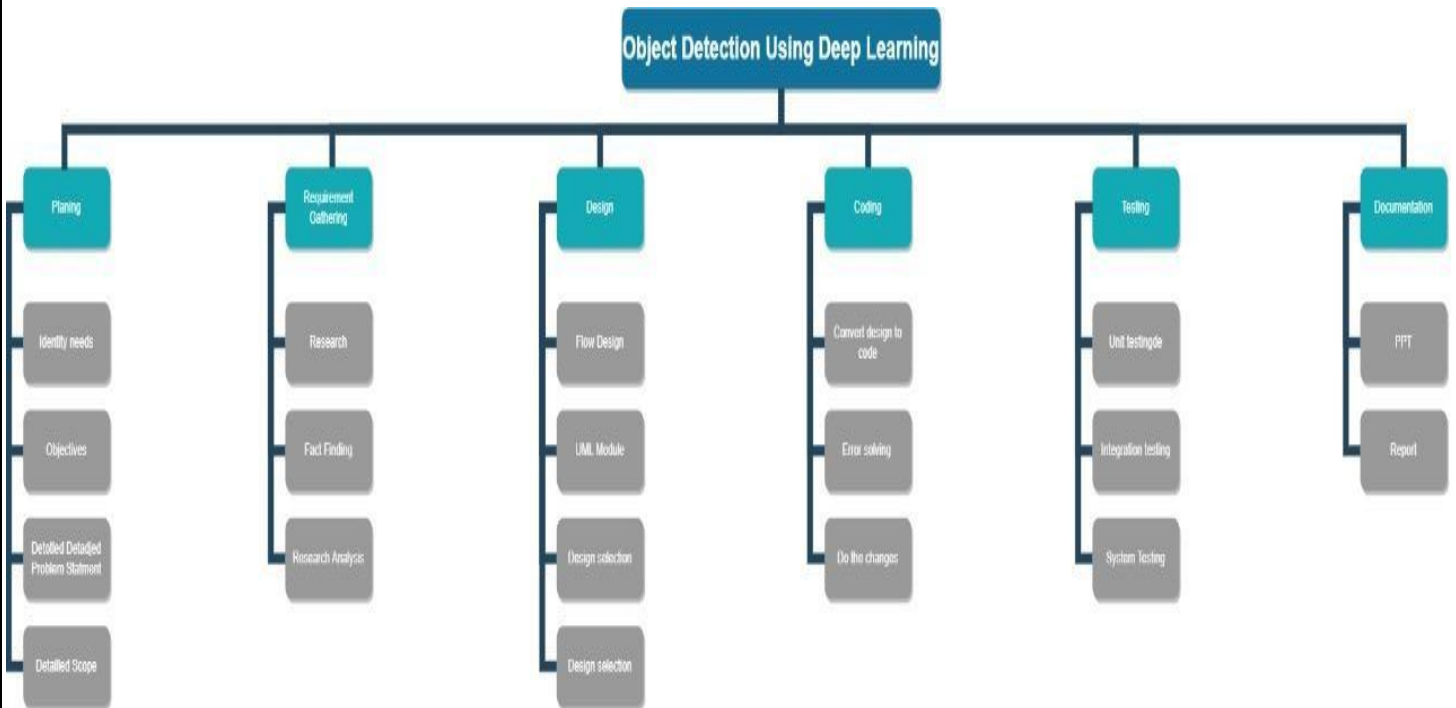 Object Detection Using Deep Learning
Planing
Requirement
Gathering
Design
Coding
Testing
Documentation
Identity needs
Research
Flow Design
Convert design to
code
Unit testingde
PPT
Objectives
Fact Finding
UML Module
Error solving
Integration testing
Report
Detotled Detadjed
Problem Statment
Research Analysis
Design selection
Do the changes
System Testing
Detailled Scope
Design selection